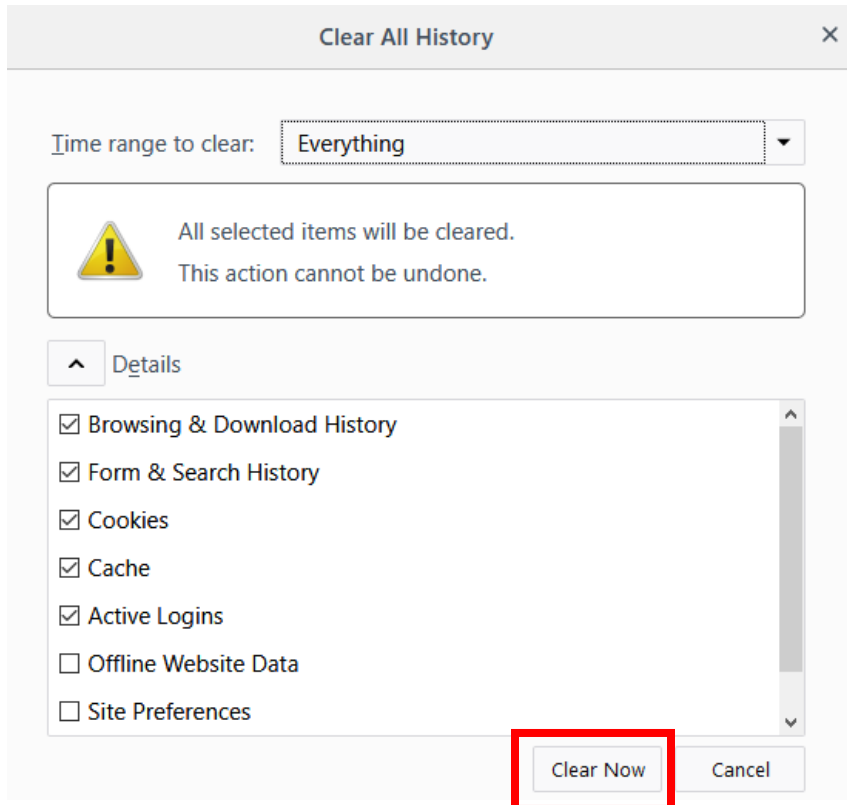 Clear All History
Time range to clear: Everything
All selected items will be cleared.
This action cannot be undone.
Details
Browsing & Download History
Form & Search History
Cookies
Cache
Active Logins
Offline Website Data
Site Preferences
Clear Now Cancel